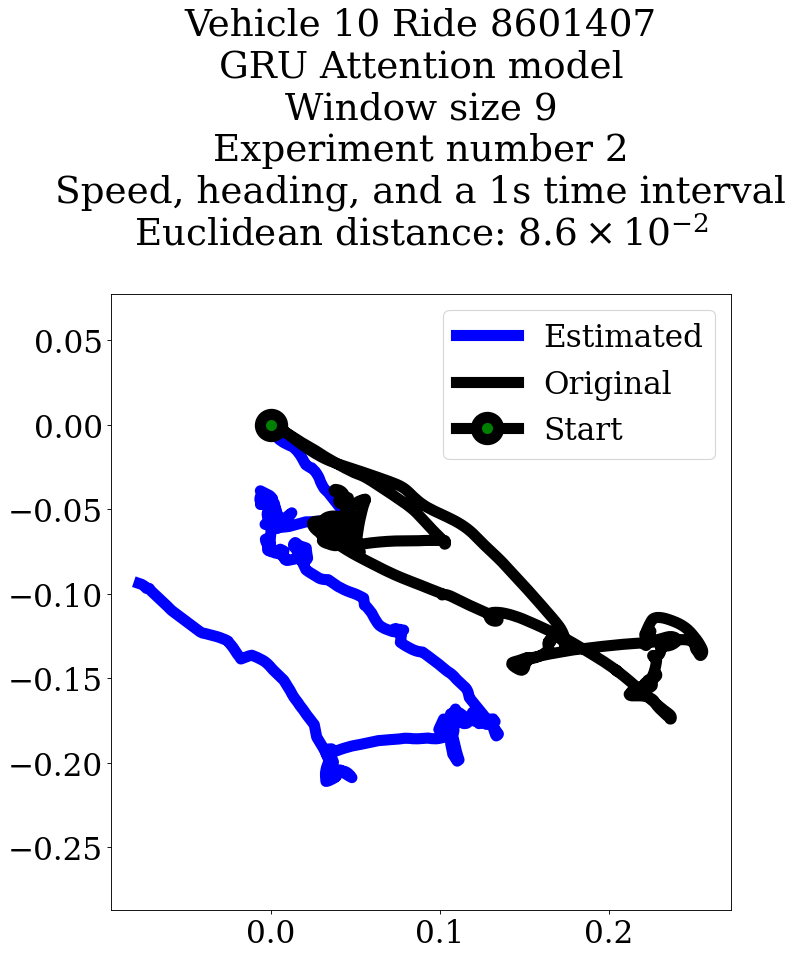 Vehicle 10 Ride 8601407
GRU Attention model
Window size 9
Experiment number 2
Speed, heading, and a 1s time interval
Euclidean distance: 8.6 × 10⁻²
Estimated
Original
Start
0.05
0.00
−0.05
−0.10
−0.15
−0.20
−0.25
0.0 0.1 0.2